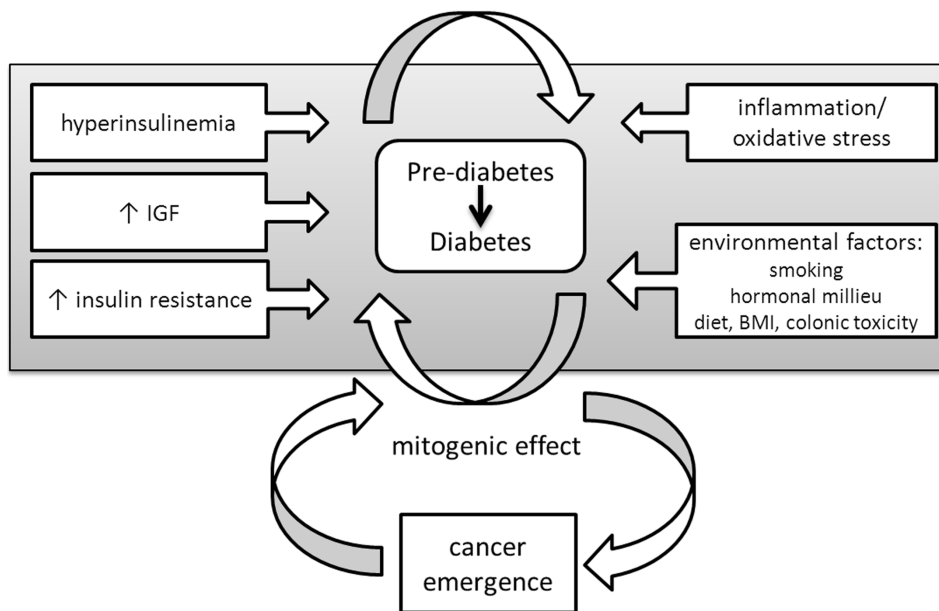 hyperinsulinemia
↑ IGF
↑ insulin resistance
Pre-diabetes
Diabetes
inflammation/
oxidative stress
environmental factors:
smoking
hormonal millieu
diet, BMI, colonic toxicity
mitogenic effect
cancer
emergence